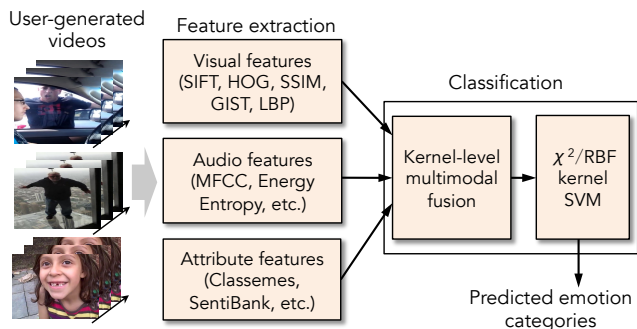 User-generated
videos
Feature extraction
Visual features
(SIFT, HOG, SSIM,
GIST, LBP)
Audio features
(MFCC, Energy
Entropy, etc.)
Attribute features
(Classemes,
SentiBank, etc.)
Classification
Kernel-level
multimodal
fusion
χ²/RBF
kernel
SVM
Predicted emotion
categories